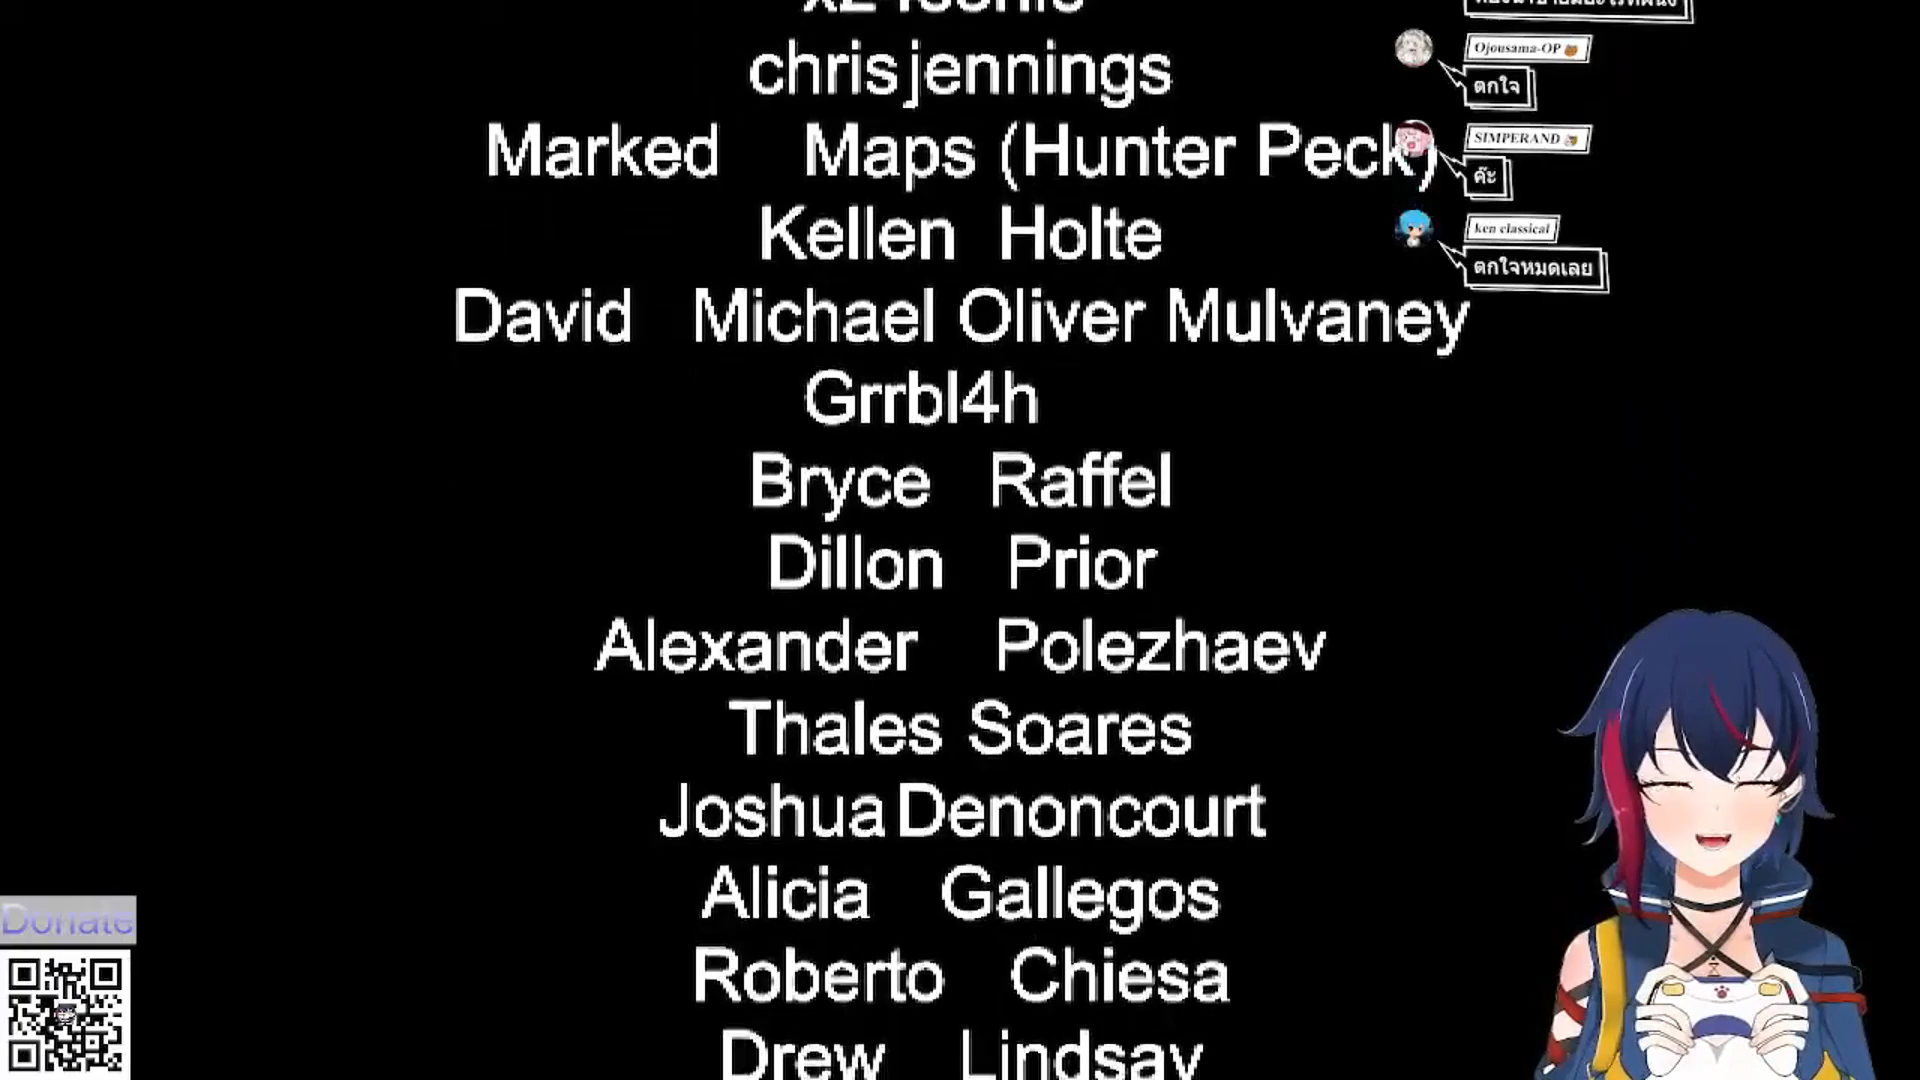 chrisjennings
Marked Maps (Hunter Peck)
Kellen Holte
David Michael Oliver Mulvaney
Grrbl4h
Bryce Raffel
Dillon Prior
Alexander Polezhaev
Thales Soares
Joshua Denoncourt
Alicia Gallegos
Roberto Chiesa
Drew Lindsay
Ojousama-OP
ตกใจ
SIMPERAND
ค๊ะ
ken classical
ตกใจหมดเลย
Donate